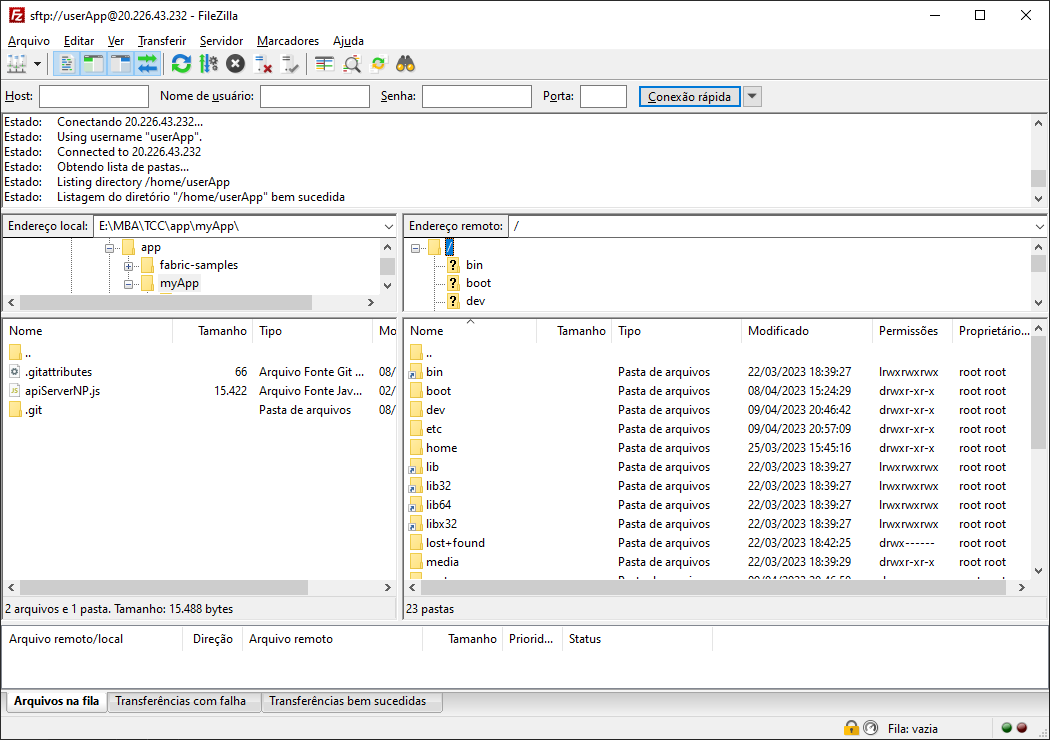 sftp://userApp@20.226.43.232 - FileZilla
Arquivo Editar Ver Transferir Servidor Marcadores Ajuda
Host: Nome de usuário: Senha: Porta: Conexão rápida
Estado: Conectando 20.226.43.232...
Estado: Using username "userApp".
Estado: Connected to 20.226.43.232
Estado: Obtendo lista de pastas...
Estado: Listing directory /home/userApp
Estado: Listagem do diretório "/home/userApp" bem sucedida
Endereço local: E:\MBA\TCC\app\myApp\
app
fabric-samples
myApp
Endereço remoto: /
/
? bin
? boot
? dev
Nome Tamanho Tipo Mo
..
.gitattributes 66 Arquivo Fonte Git ... 08/
apiServerNP.js 15.422 Arquivo Fonte Jav... 02/
.git Pasta de arquivos 08/
2 arquivos e 1 pasta. Tamanho: 15.488 bytes
Nome Tamanho Tipo Modificado Permissões Proprietário...
..
bin Pasta de arquivos 22/03/2023 18:39:27 lrwxrwxrwx root root
boot Pasta de arquivos 08/04/2023 15:24:29 drwxr-xr-x root root
dev Pasta de arquivos 09/04/2023 20:46:42 drwxr-xr-x root root
etc Pasta de arquivos 09/04/2023 20:57:09 drwxr-xr-x root root
home Pasta de arquivos 25/03/2023 15:45:16 drwxr-xr-x root root
lib Pasta de arquivos 22/03/2023 18:39:27 lrwxrwxrwx root root
lib32 Pasta de arquivos 22/03/2023 18:39:27 lrwxrwxrwx root root
lib64 Pasta de arquivos 22/03/2023 18:39:27 lrwxrwxrwx root root
libx32 Pasta de arquivos 22/03/2023 18:39:27 lrwxrwxrwx root root
lost+found Pasta de arquivos 22/03/2023 18:42:25 drwx------ root root
media Pasta de arquivos 22/03/2023 18:39:29 drwxr-xr-x root root
23 pastas
Arquivo remoto/local Direção Arquivo remoto Tamanho Priorid... Status
Arquivos na fila Transferências com falha Transferências bem sucedidas
Fila: vazia